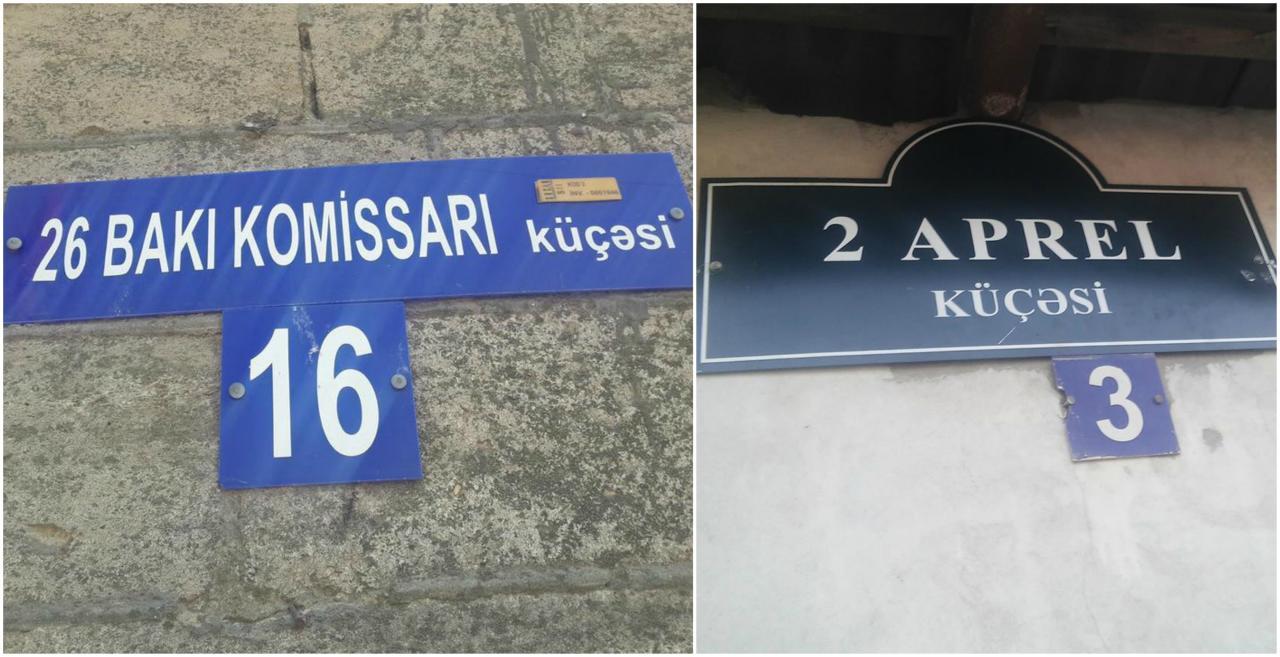 26 BAKI KOMİSSARI küçəsi
16
2 APREL
KÜÇƏSİ
3